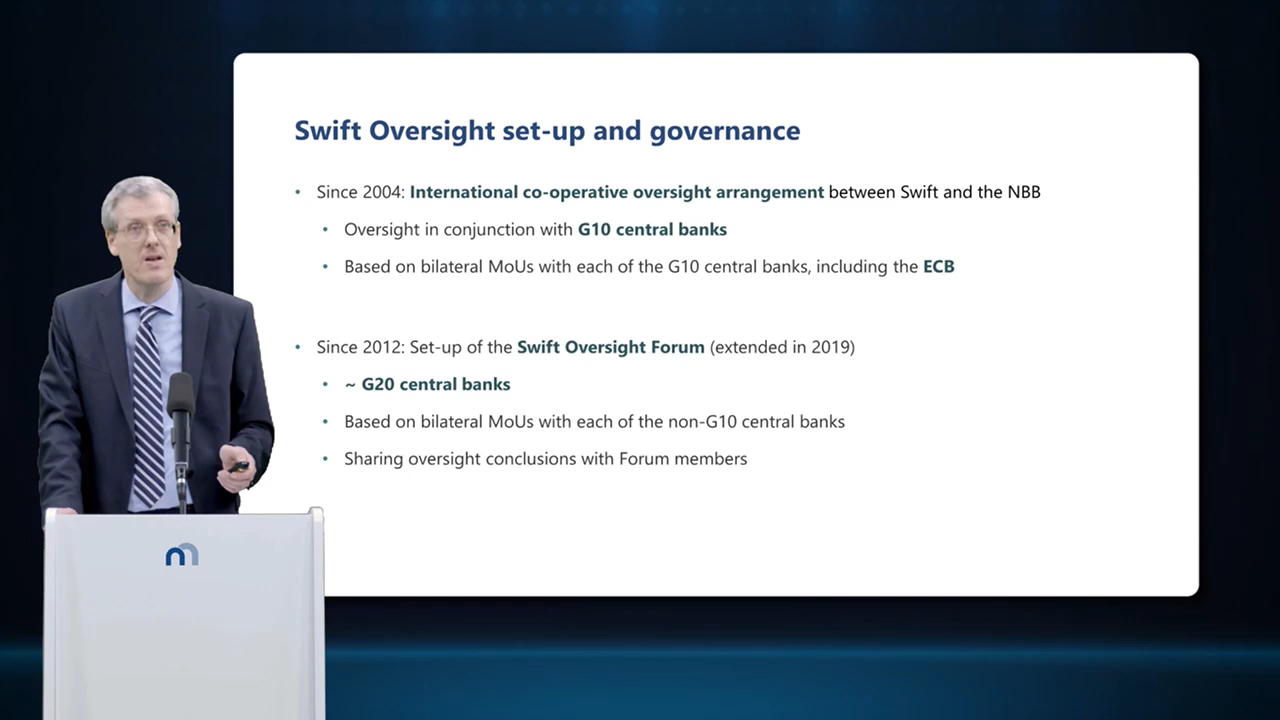 Swift Oversight set-up and governance
• Since 2004: International co-operative oversight arrangement between Swift and the NBB
• Oversight in conjunction with G10 central banks
• Based on bilateral MoUs with each of the G10 central banks, including the ECB
• Since 2012: Set-up of the Swift Oversight Forum (extended in 2019)
• ~ G20 central banks
• Based on bilateral MoUs with each of the non-G10 central banks
• Sharing oversight conclusions with Forum members